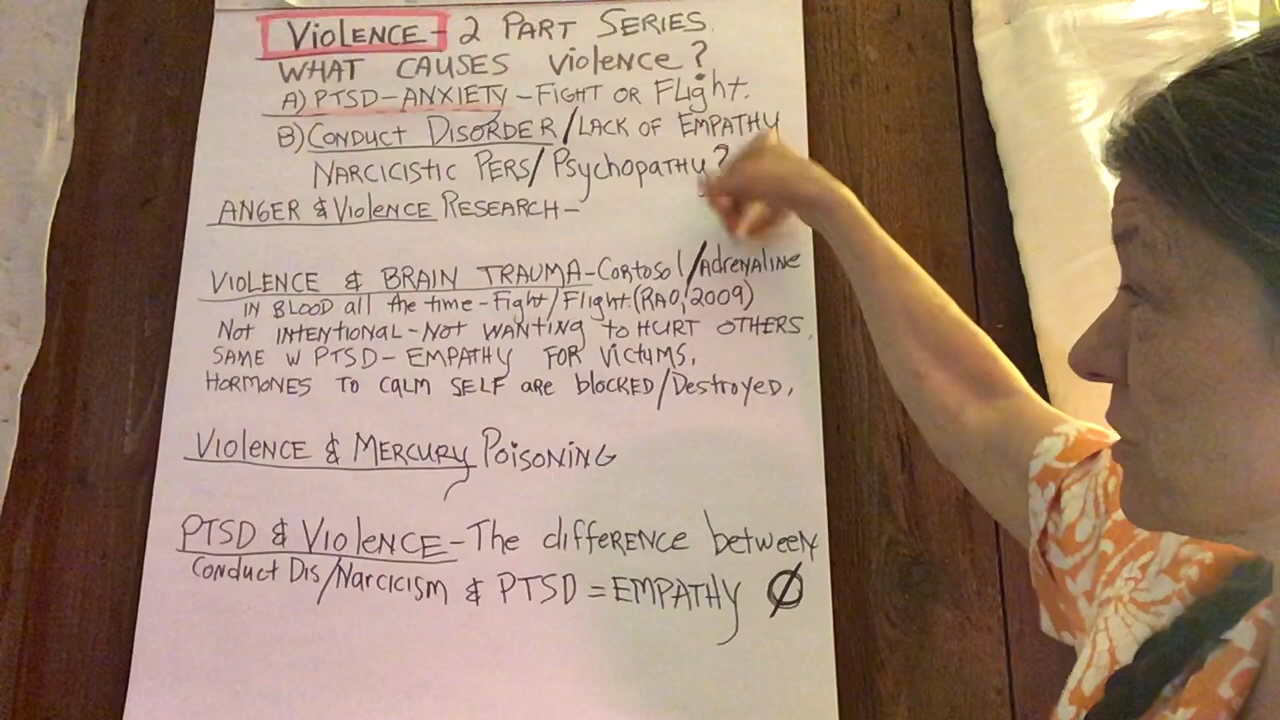 VioLENCE - 2 PART SERIES.
WHAT CAUSES violence?
A) PTSD-ANXIETY - FIGHT OR FLight.
B) CONDUCT DISORDER/LACK OF EMPATHY
NARCICISTIC PERS/PsychopATHY?
ANGER & VioleNCE RESEARCH-
VIOLENCE & BRAIN TRAUMA-Cortosol/AdreNAliNe
IN BLOOD all the time - Fight/Flight.(RAO, 2009)
Not INTENTIONAL-Not WANTING to HURT OTHERS.
SAME W PTSD- EMPATHY FOR VictUMS.
HORMONES TO CALM SELF ARE blocKED/DestroyED.
VioleNCE & MERCURY PoisoNiNG
PTSD & VioleNCE-The diffERENCE betweeN
Conduct Dis/Narcicism & PTSD = EMPATHY Ø